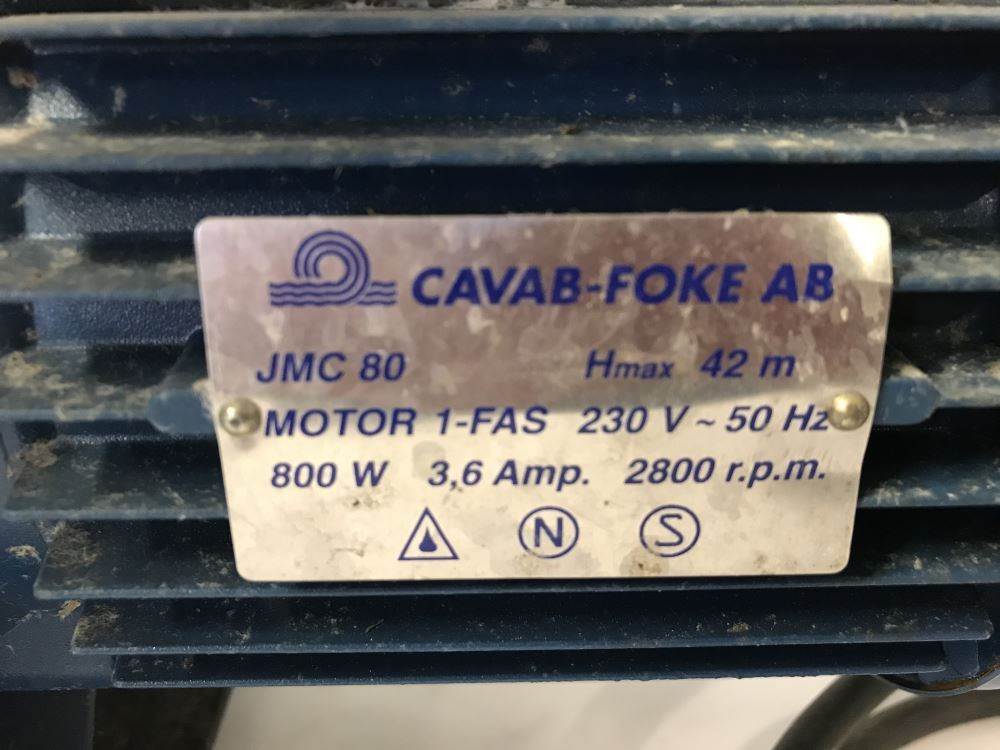 CAVAB-FOKE AB
JMC 80 Hmax 42 m
MOTOR 1-FAS 230 V ~ 50 Hz
800 W 3,6 Amp. 2800 r.p.m.
N S